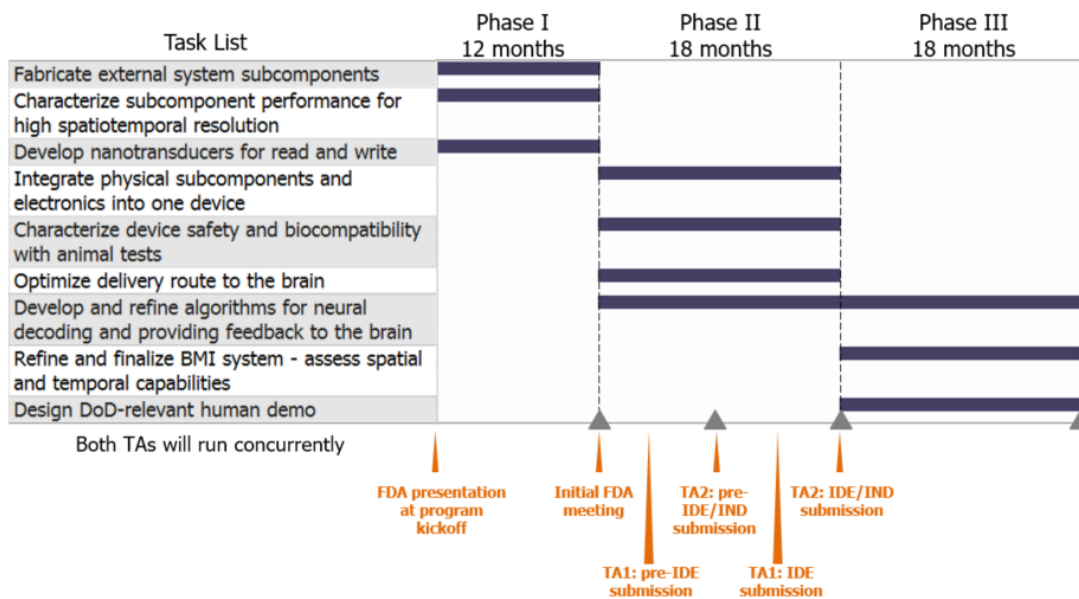 Task List
Phase I
12 months
Phase II
18 months
Phase III
18 months
Fabricate external system subcomponents
Characterize subcomponent performance for
high spatiotemporal resolution
Develop nanotransducers for read and write
Integrate physical subcomponents and
electronics into one device
Characterize device safety and biocompatibility
with animal tests
Optimize delivery route to the brain
Develop and refine algorithms for neural
decoding and providing feedback to the brain
Refine and finalize BMI system - assess spatial
and temporal capabilities
Design DoD-relevant human demo
Both TAs will run concurrently
FDA presentation
at program
kickoff
Initial FDA
meeting
TA1: pre-IDE
submission
TA2: pre-
IDE/IND
submission
TA1: IDE
submission
TA2: IDE/IND
submission